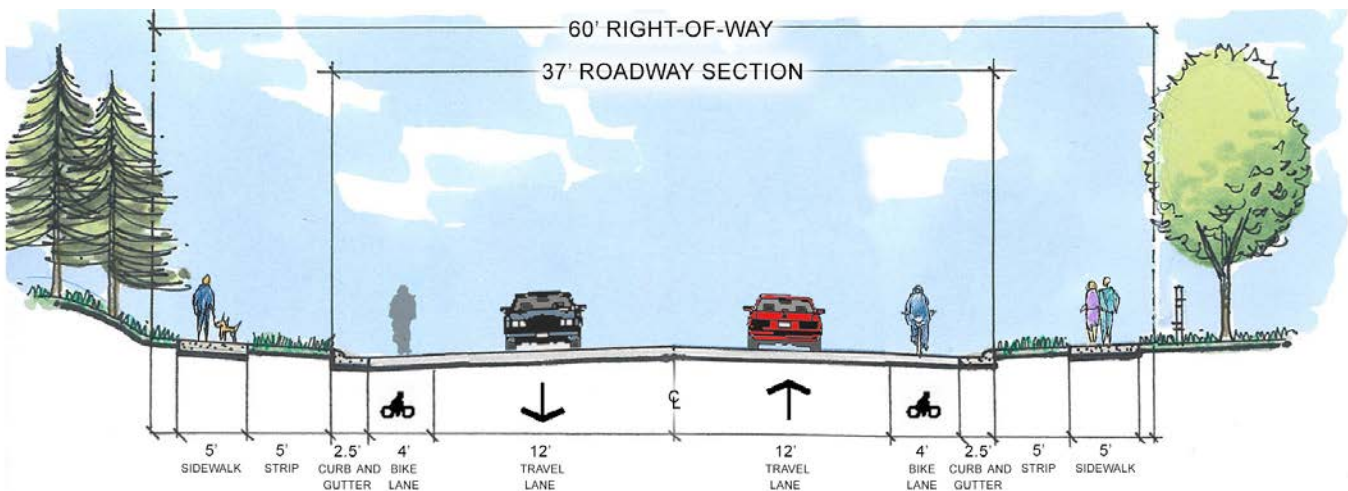 60' RIGHT-OF-WAY
37' ROADWAY SECTION
℄
5' 5' 2.5' 4' 12' 12' 4' 2.5' 5' 5'
SIDEWALK STRIP CURB AND BIKE TRAVEL TRAVEL BIKE CURB AND STRIP SIDEWALK
GUTTER LANE LANE LANE LANE GUTTER